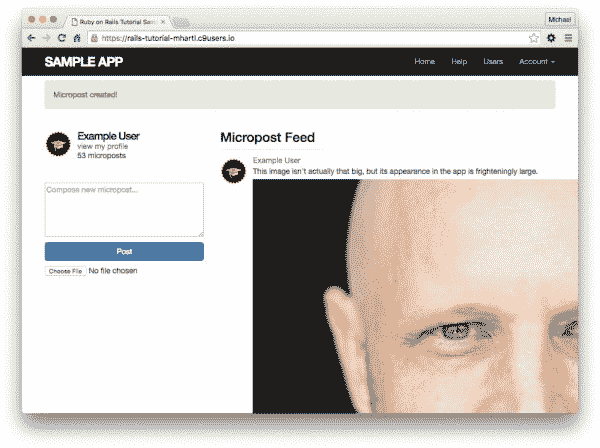 Ruby on Rails Tutorial Sam
Michael
https://rails-tutorial-mhartl.c9users.io
SAMPLE APP
Home Help Users Account
Micropost created!
Example User
view my profile
53 microposts
Compose new micropost...
Post
Choose File No file chosen
Micropost Feed
Example User
This image isn't actually that big, but its appearance in the app is frighteningly large.